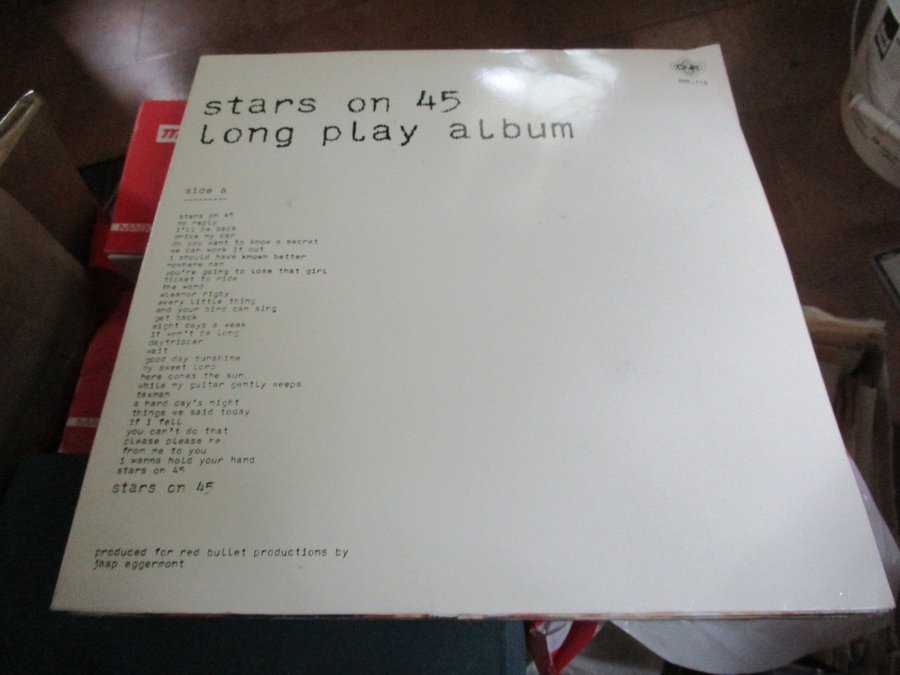 stars on 45
long play album
side a
---------
stars on 45
no reply
i'll be back
drive my car
do you want to know a secret
we can work it out
i should have known better
nowhere man
you're going to lose that girl
ticket to ride
the word
eleanor rigby
every little thing
and your bird can sing
get back
eight days a week
it won't be long
daytripper
wait
good day sunshine
my sweet lord
here comes the sun
while my guitar gently weeps
taxman
a hard day's night
things we said today
if i fell
you can't do that
please please me
from me to you
i wanna hold your hand
stars on 45
stars on 45
produced for red bullet productions by
jaap eggermont